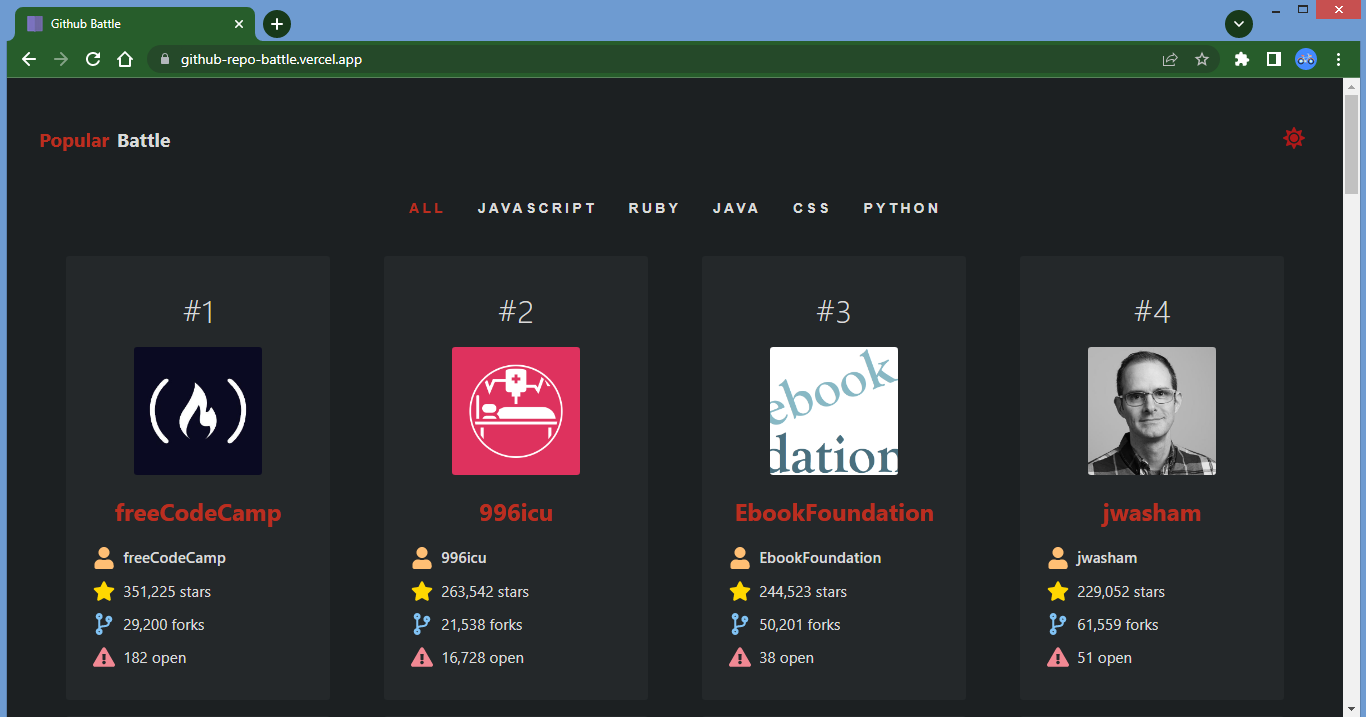 Github Battle
github-repo-battle.vercel.app
Popular Battle
ALL JAVASCRIPT RUBY JAVA CSS PYTHON
#1
freeCodeCamp
freeCodeCamp
351,225 stars
29,200 forks
182 open
#2
996icu
996icu
263,542 stars
21,538 forks
16,728 open
#3
ebook
dation
EbookFoundation
EbookFoundation
244,523 stars
50,201 forks
38 open
#4
jwasham
jwasham
229,052 stars
61,559 forks
51 open